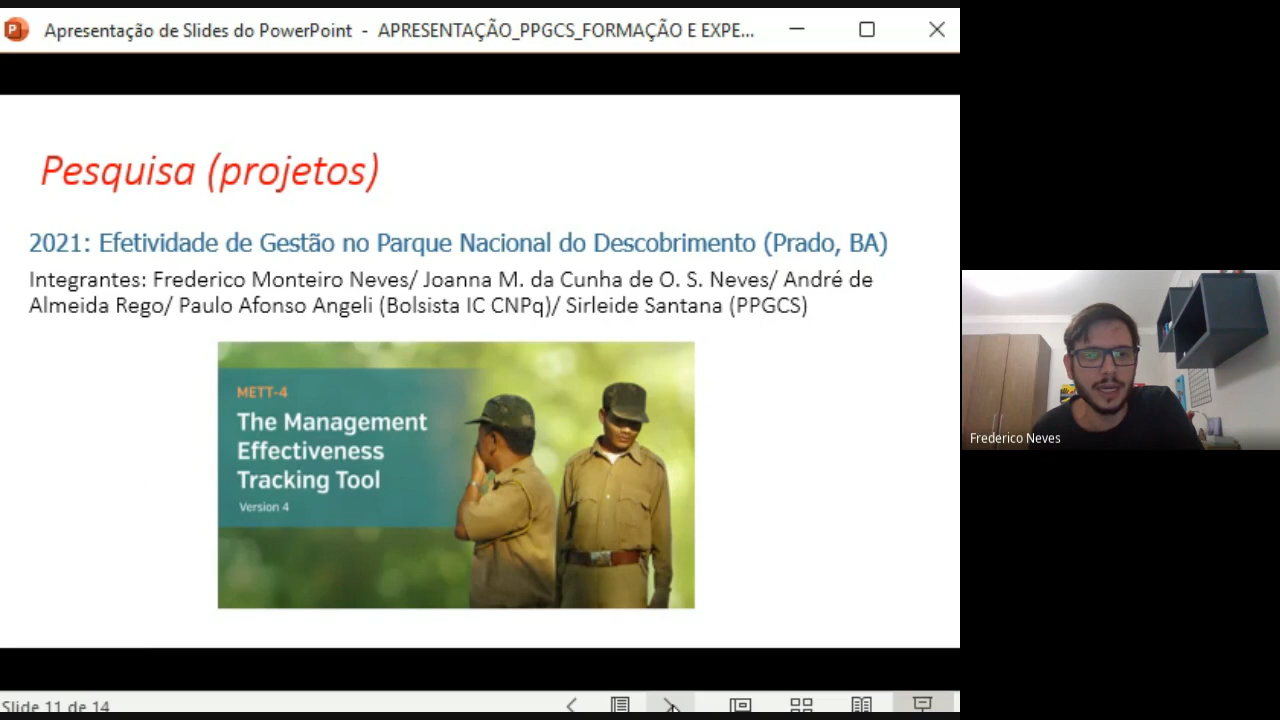 Apresentação de Slides do PowerPoint - APRESENTAÇÃO_PPGCS_FORMAÇÃO E EXPE...
Pesquisa (projetos)
2021: Efetividade de Gestão no Parque Nacional do Descobrimento (Prado, BA)
Integrantes: Frederico Monteiro Neves/ Joanna M. da Cunha de O. S. Neves/ André de
Almeida Rego/ Paulo Afonso Angeli (Bolsista IC CNPq)/ Sirleide Santana (PPGCS)
METT-4
The Management
Effectiveness
Tracking Tool
Version 4
Frederico Neves
Slide 11 de 14